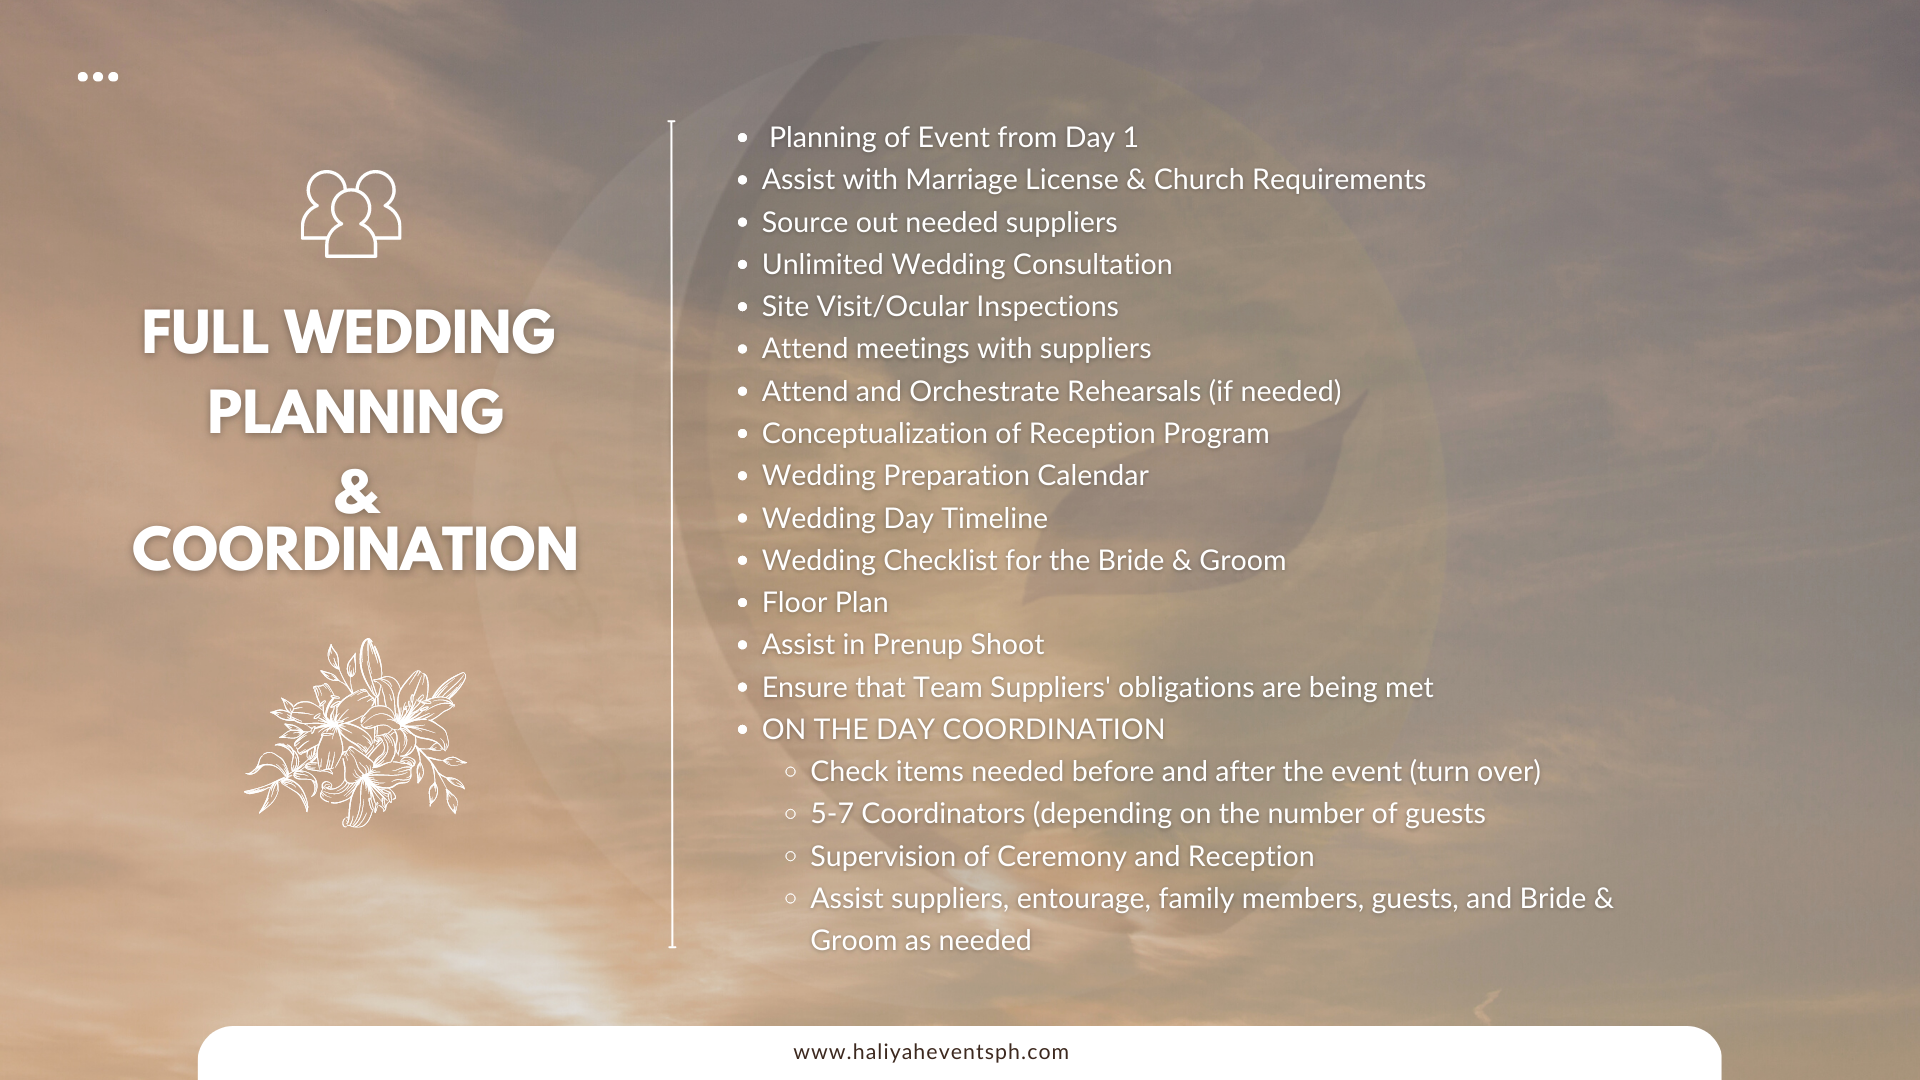 FULL WEDDING
PLANNING
&
COORDINATION
• Planning of Event from Day 1
• Assist with Marriage License & Church Requirements
• Source out needed suppliers
• Unlimited Wedding Consultation
• Site Visit/Ocular Inspections
• Attend meetings with suppliers
• Attend and Orchestrate Rehearsals (if needed)
• Conceptualization of Reception Program
• Wedding Preparation Calendar
• Wedding Day Timeline
• Wedding Checklist for the Bride & Groom
• Floor Plan
• Assist in Prenup Shoot
• Ensure that Team Suppliers' obligations are being met
• ON THE DAY COORDINATION
◦ Check items needed before and after the event (turn over)
◦ 5-7 Coordinators (depending on the number of guests
◦ Supervision of Ceremony and Reception
◦ Assist suppliers, entourage, family members, guests, and Bride &
Groom as needed
www.haliyaheventsph.com